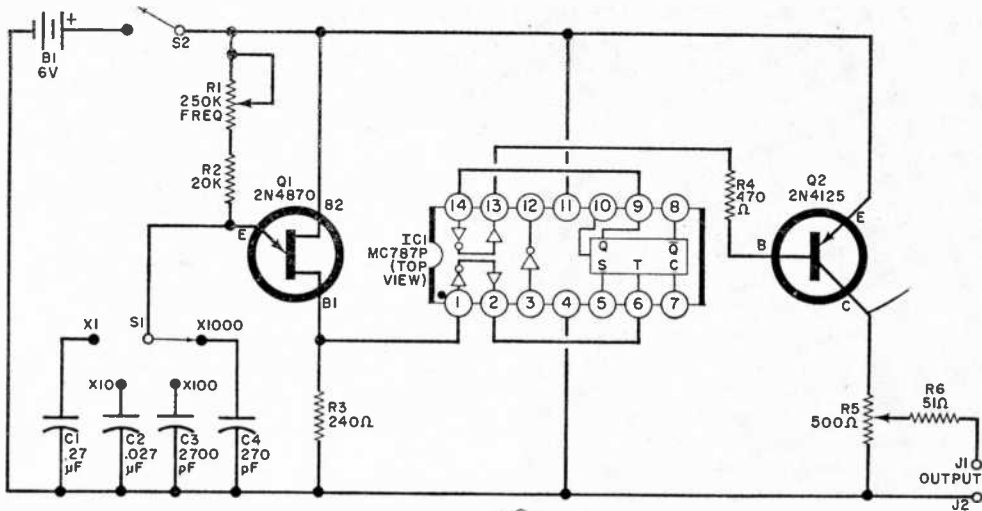 +
B1
6V
S2
R1
250K
FREQ
R2
20K
Q1
2N4870
B2
E
B1
S1
X1
X1000
X10
X100
C1
.27
µF
C2
.027
µF
C3
2700
pF
C4
270
pF
R3
240Ω
IC1
MC787P
(TOP
VIEW)
14 13 12 11 10 9 8
Q Q̅
S T C
1 2 3 4 5 6 7
R4
470
Ω
Q2
2N4125
E
B
C
R5
500Ω
R6
51Ω
J1
OUTPUT
J2